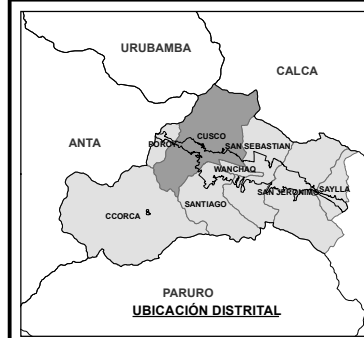 URUBAMBA
CALCA
ANTA
CUSCO
POROY
SAN SEBASTIAN
WANCHAQ
SAN JERONIMO
SAYLLA
SANTIAGO
CCORCA
PARURO
UBICACIÓN DISTRITAL